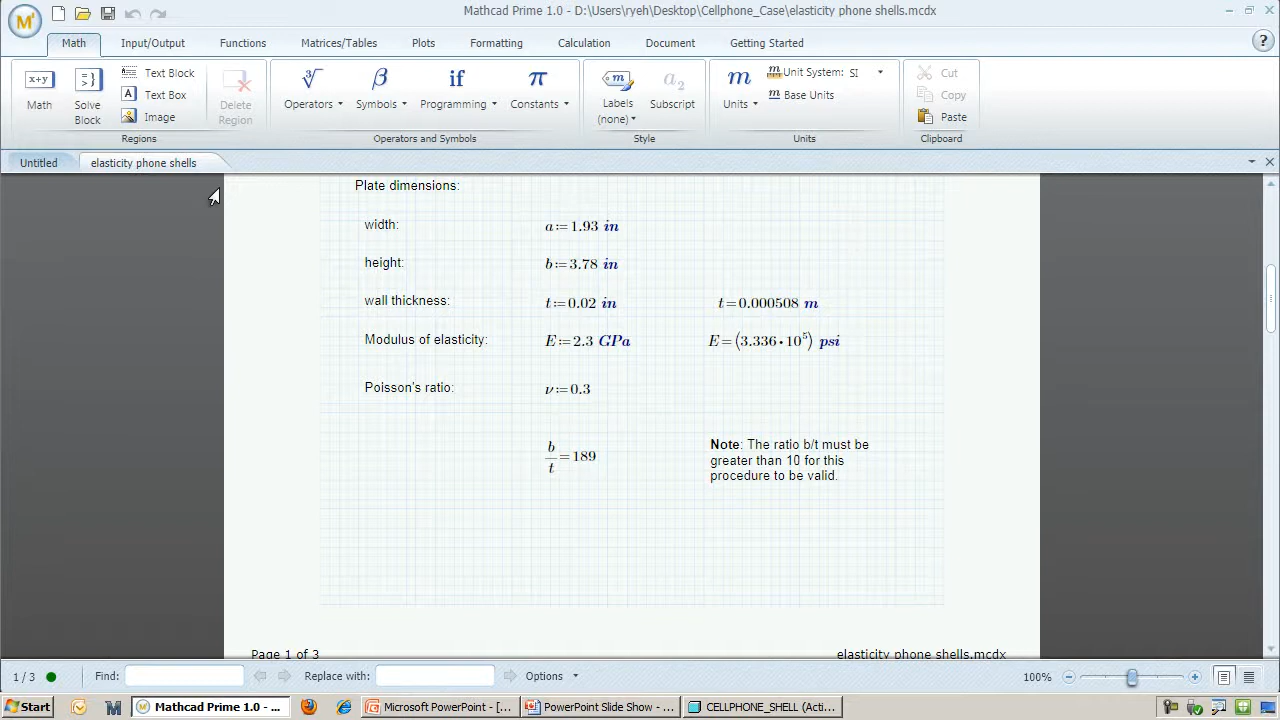 Mathcad Prime 1.0 - D:\Users\ryeh\Desktop\Cellphone_Case\elasticity phone shells.mcdx
Math Input/Output Functions Matrices/Tables Plots Formatting Calculation Document Getting Started
Math
Solve Block
Text Block
Text Box
Image
Delete Region
Regions
Operators
Symbols
if
Programming
π
Constants
Operators and Symbols
Labels (none)
Subscript
Style
Units
Unit System: SI
Base Units
Units
Cut
Copy
Paste
Clipboard
Untitled elasticity phone shells
Plate dimensions:
width: a:=1.93 in
height: b:=3.78 in
wall thickness: t:=0.02 in t=0.000508 m
Modulus of elasticity: E:=2.3 GPa E=(3.336•10⁵) psi
Poisson's ratio: ν:=0.3
b/t=189
Note: The ratio b/t must be
greater than 10 for this
procedure to be valid.
Page 1 of 3 elasticity phone shells.mcdx
1 / 3 Find: Replace with: Options 100%
Start Mathcad Prime 1.0 - ... Microsoft PowerPoint - [... PowerPoint Slide Show - ... CELLPHONE_SHELL (Acti...